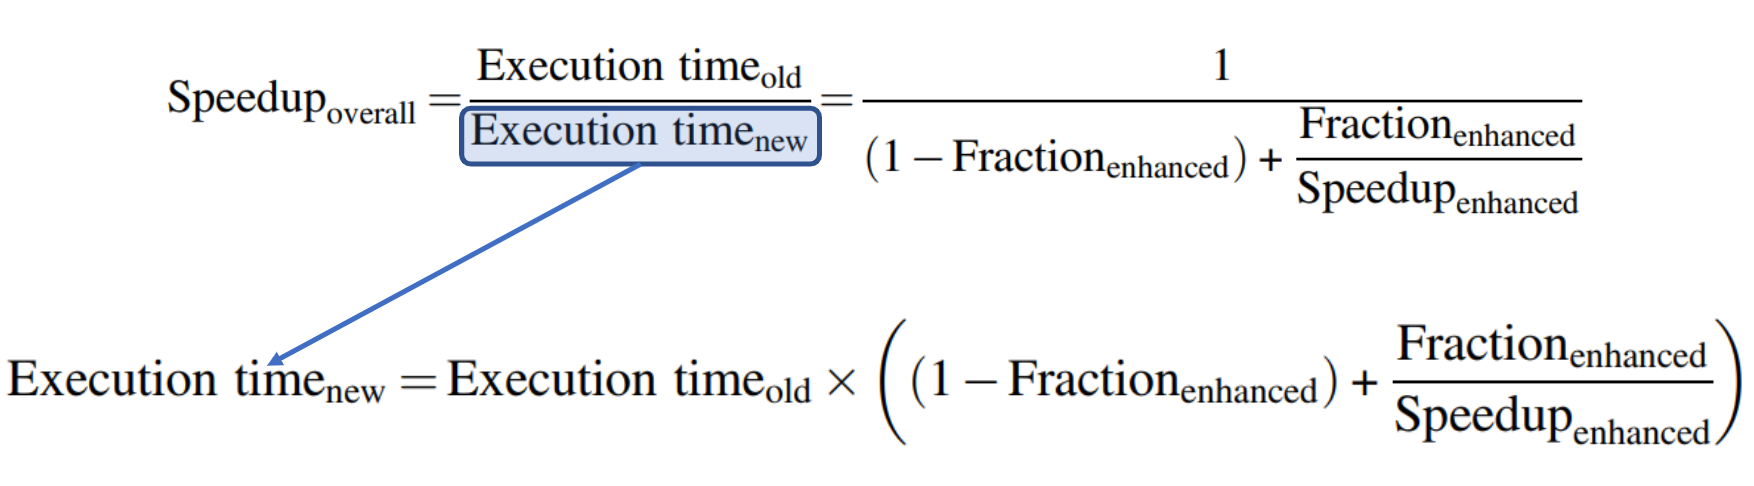 Speedup_overall = Execution time_old / Execution time_new = 1 / ((1 − Fraction_enhanced) + Fraction_enhanced / Speedup_enhanced)
Execution time_new = Execution time_old × ((1 − Fraction_enhanced) + Fraction_enhanced / Speedup_enhanced)